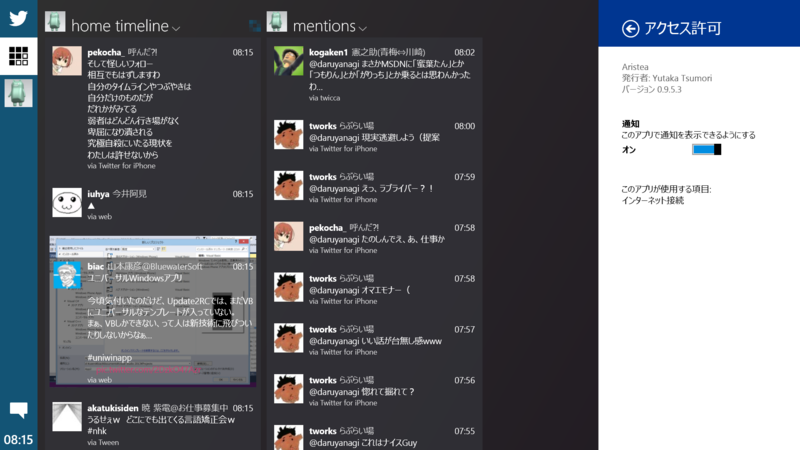 home timeline
pekocha_ 呼んだ?! 08:15
そして怪しいフォロー
相互でもはずしますわ
自分のタイムラインやつぶやきは
自分だけのものだが
だれかがみてる
弱者はどんどん行き場がなく
卑屈になり潰される
究極自殺にいたる現状を
わたしは許せないから
via Twitter for iPhone
iuhya 今井阿見 08:15
▲
via web
biac 山本康彦@BluewaterSoft 08:15
ユニバーサルWindowsアプリ
今頃気付いたのだけど、Update2RCでは、まだVB
にユニバーサルなテンプレートが入っていない。
まぁ、VBしかできない、って人は新技術に飛びつい
たりしないからなぁ...
#uniwinapp
via web
akatukisiden 暁 紫電@お仕事募集中 08:15
うるせぇw どこにでも出てくる言語矯正会w
#nhk
via Tween
08:15
mentions
kogaken1 憲之助(青梅⇔川崎) 08:02
@daruyanagi まさかMSDNに「蜜葉たん」とか
「つもりん」とか「がりっち」とか乗るとは思わんかった
わ...
via twicca
tworks らぶらい場 08:00
@daruyanagi 現実逃避しよう（提案
via Twitter for iPhone
tworks らぶらい場 07:59
@daruyanagi えっ、ラブライバー？！
via Twitter for iPhone
pekocha_ 呼んだ?! 07:58
@daruyanagi たのしんでえ、あ、仕事か
via Twitter for iPhone
tworks らぶらい場 07:58
@daruyanagi オマエモナー（
via Twitter for iPhone
tworks らぶらい場 07:57
@daruyanagi いい話が台無し感www
via Twitter for iPhone
tworks らぶらい場 07:56
@daruyanagi 惚れて掘れて？
via Twitter for iPhone
tworks らぶらい場 07:55
@daruyanagi これはナイスGuy
アクセス許可
Aristea
発行者: Yutaka Tsumori
バージョン 0.9.5.3
通知
このアプリで通知を表示できるようにする
オン
このアプリが使用する項目:
インターネット接続